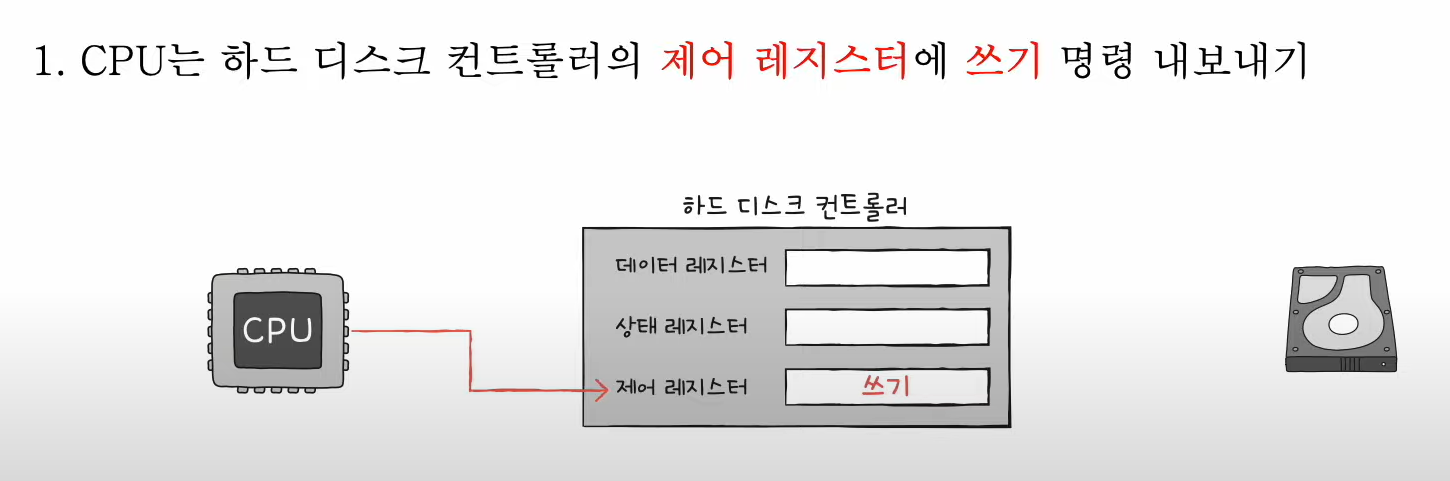 1. CPU는 하드 디스크 컨트롤러의 제어 레지스터에 쓰기 명령 내보내기
하드 디스크 컨트롤러
데이터 레지스터
CPU
상태 레지스터
제어 레지스터 쓰기